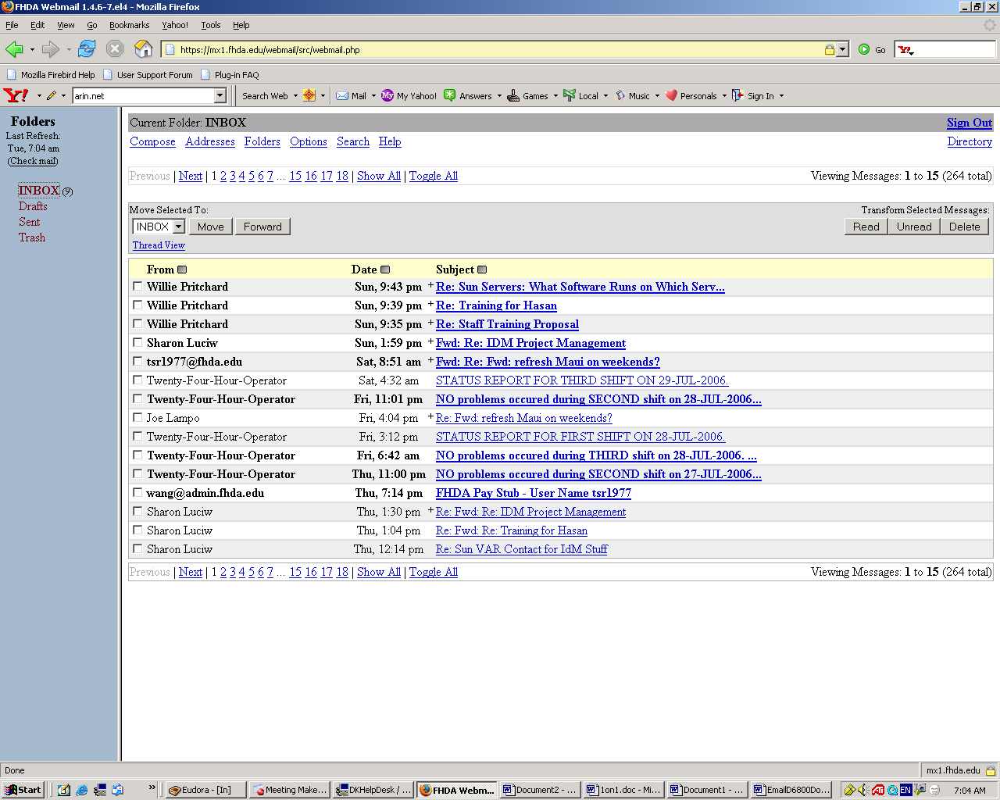 FHDA Webmail 1.4.6-7.el4 - Mozilla Firefox
File Edit View Go Bookmarks Yahoo! Tools Help
https://mx1.fhda.edu/webmail/src/webmail.php Go
Mozilla Firebird Help User Support Forum Plug-in FAQ
Y! arin.net Search Web Mail My Yahoo! Answers Games Local Music Personals Sign In
Folders
Last Refresh:
Tue, 7:04 am
(Check mail)
INBOX (9)
Drafts
Sent
Trash
Current Folder: INBOX Sign Out
Compose Addresses Folders Options Search Help Directory
Previous | Next | 1 2 3 4 5 6 7 ... 15 16 17 18 | Show All | Toggle All Viewing Messages: 1 to 15 (264 total)
Move Selected To: Transform Selected Messages:
INBOX Move Forward Read Unread Delete
Thread View
From Date Subject
Willie Pritchard Sun, 9:43 pm + Re: Sun Servers: What Software Runs on Which Serv...
Willie Pritchard Sun, 9:39 pm + Re: Training for Hasan
Willie Pritchard Sun, 9:35 pm + Re: Staff Training Proposal
Sharon Luciw Sun, 1:59 pm + Fwd: Re: IDM Project Management
tsr1977@fhda.edu Sat, 8:51 am + Fwd: Re: Fwd: refresh Maui on weekends?
Twenty-Four-Hour-Operator Sat, 4:32 am STATUS REPORT FOR THIRD SHIFT ON 29-JUL-2006.
Twenty-Four-Hour-Operator Fri, 11:01 pm NO problems occured during SECOND shift on 28-JUL-2006...
Joe Lampo Fri, 4:04 pm + Re: Fwd: refresh Maui on weekends?
Twenty-Four-Hour-Operator Fri, 3:12 pm STATUS REPORT FOR FIRST SHIFT ON 28-JUL-2006.
Twenty-Four-Hour-Operator Fri, 6:42 am NO problems occured during THIRD shift on 28-JUL-2006. ...
Twenty-Four-Hour-Operator Thu, 11:00 pm NO problems occured during SECOND shift on 27-JUL-2006...
wang@admin.fhda.edu Thu, 7:14 pm FHDA Pay Stub - User Name tsr1977
Sharon Luciw Thu, 1:30 pm + Re: Fwd: Re: IDM Project Management
Sharon Luciw Thu, 1:04 pm Re: Fwd: Re: Training for Hasan
Sharon Luciw Thu, 12:14 pm Re: Sun VAR Contact for IdM Stuff
Previous | Next | 1 2 3 4 5 6 7 ... 15 16 17 18 | Show All | Toggle All Viewing Messages: 1 to 15 (264 total)
Done mx1.fhda.edu
Start » Eudora - [In] Meeting Make... DKHelpDesk / ... FHDA Webm... Document2 - ... 1on1.doc - Mi... Document1 - ... EmailD6800Do... EN 7:04 AM